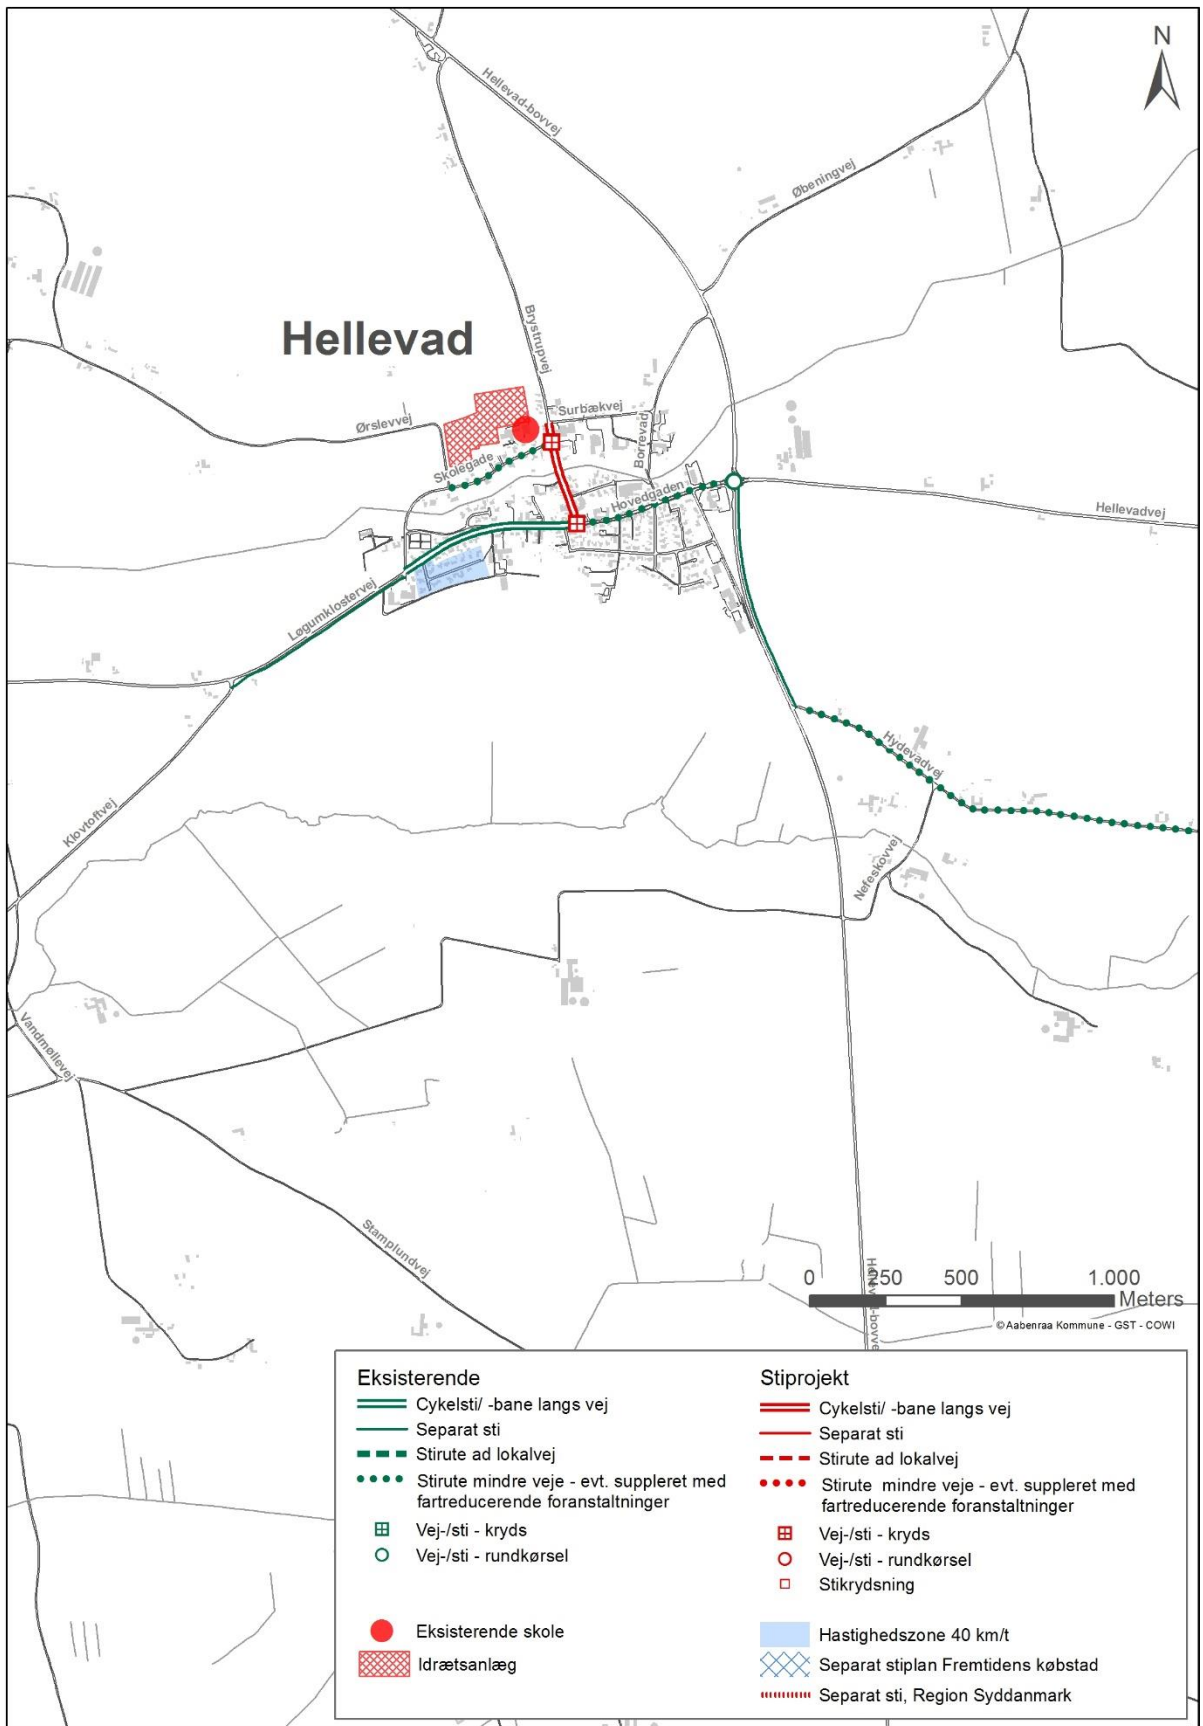 N
Hellevad-bovvej
Øbeningvej
Brystrupvej
Hellevad
Surbækvej
Ørslevvej
Borrevad
Skolegade
Hovedgaden
Hellevadvej
Løgumklostervej
Hydevadvej
Klovtoftvej
Nefeskovvej
Vandmøllevej
Stamplundvej
Hellevad-bovvej
0 250 500 1.000
Meters
© Aabenraa Kommune - GST - COWI
Eksisterende
Cykelsti/ -bane langs vej
Separat sti
Stirute ad lokalvej
Stirute mindre veje - evt. suppleret med
fartreducerende foranstaltninger
Vej-/sti - kryds
Vej-/sti - rundkørsel
Eksisterende skole
Idrætsanlæg
Stiprojekt
Cykelsti/ -bane langs vej
Separat sti
Stirute ad lokalvej
Stirute mindre veje - evt. suppleret med
fartreducerende foranstaltninger
Vej-/sti - kryds
Vej-/sti - rundkørsel
Stikrydsning
Hastighedszone 40 km/t
Separat stiplan Fremtidens købstad
Separat sti, Region Syddanmark